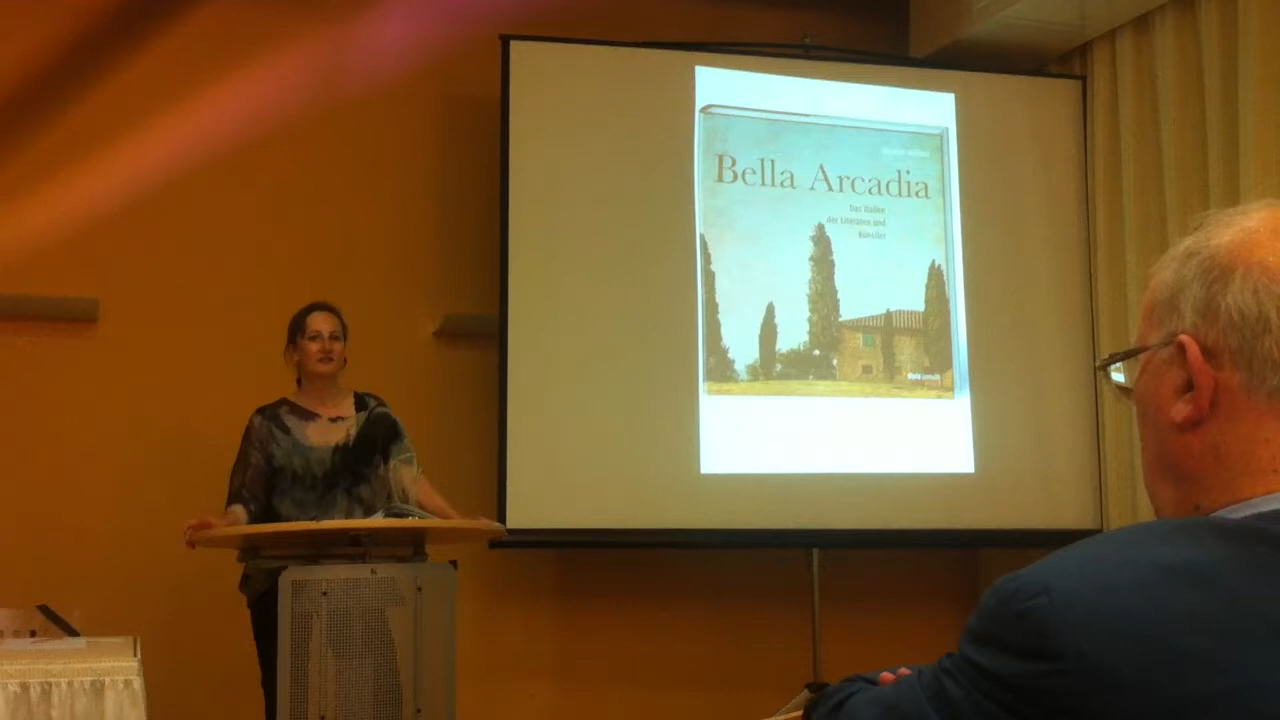 Bella Arcadia
Das Italien
der Literaten und
Künstler